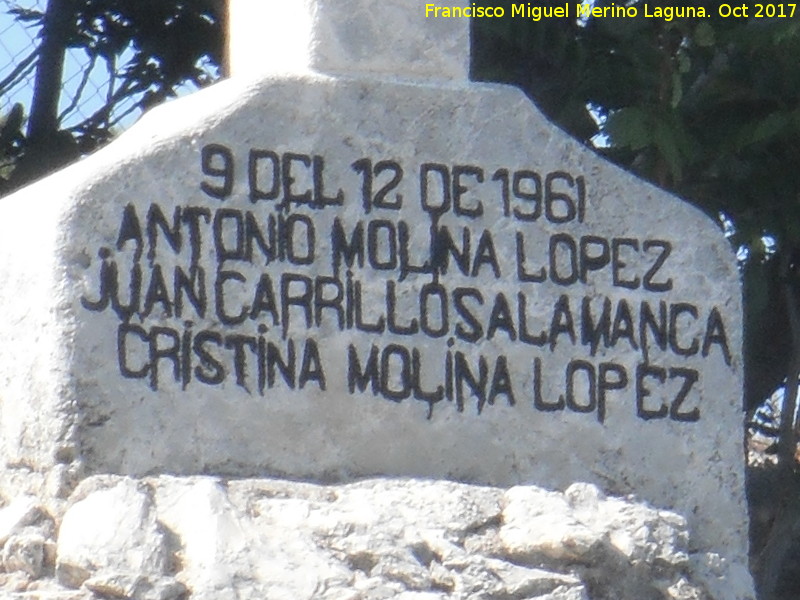 Francisco Miguel Merino Laguna. Oct 2017
9 DEL 12 DE 1961
ANTONIO MOLINA LOPEZ
JUAN CARRILLO SALAMANCA
CRISTINA MOLINA LOPEZ